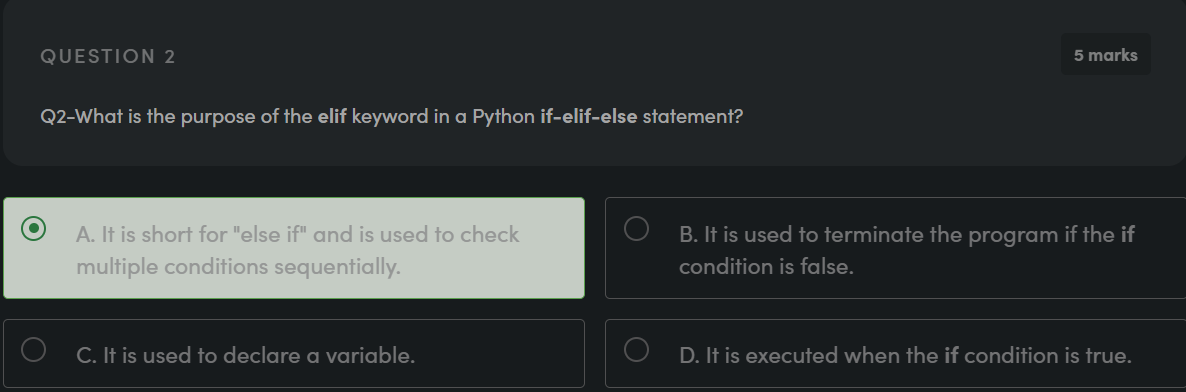 QUESTION 2
5 marks
Q2-What is the purpose of the elif keyword in a Python if-elif-else statement?
A. It is short for "else if" and is used to check
multiple conditions sequentially.
B. It is used to terminate the program if the if
condition is false.
C. It is used to declare a variable.
D. It is executed when the if condition is true.